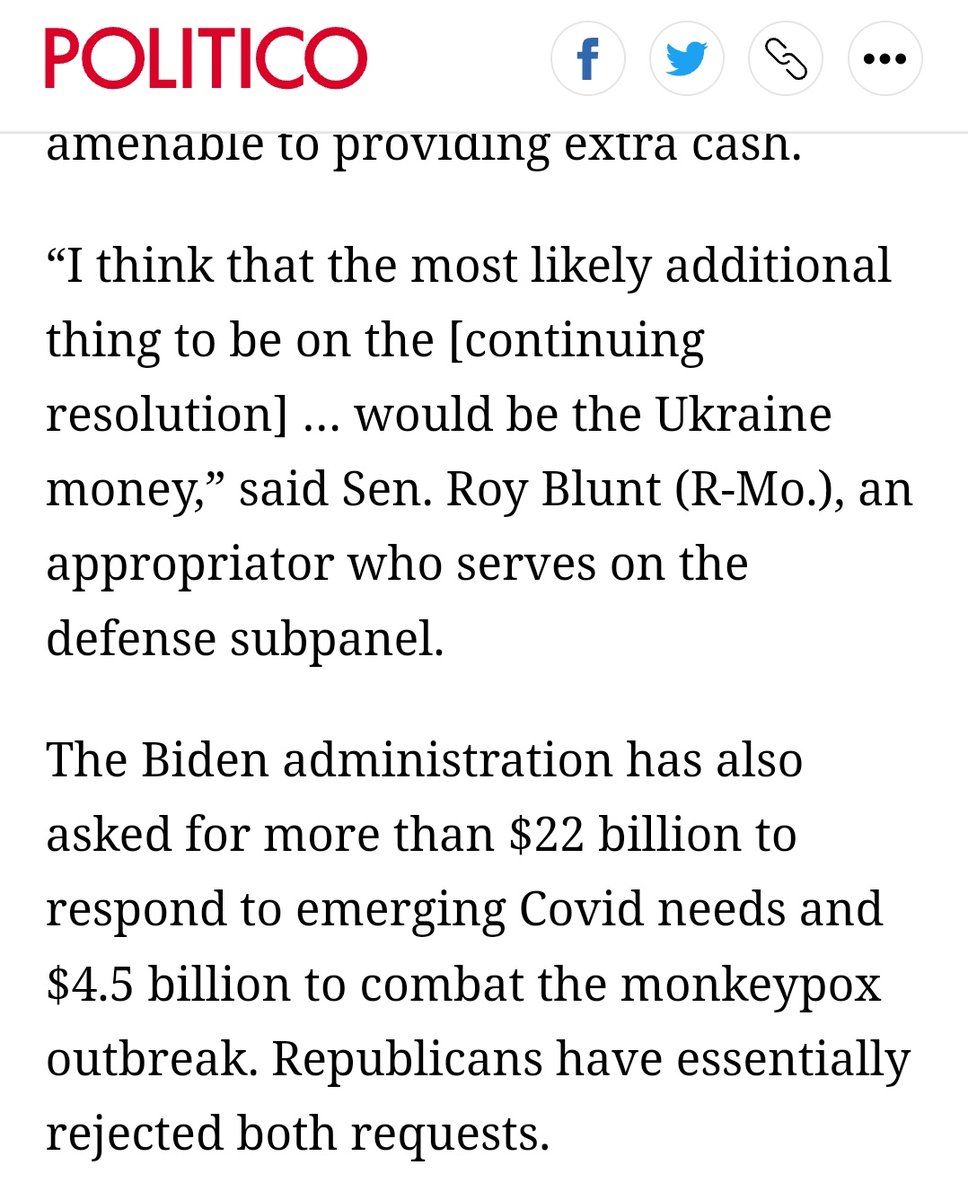 POLITICO
amenable to providing extra cash.
“I think that the most likely additional
thing to be on the [continuing
resolution] … would be the Ukraine
money,” said Sen. Roy Blunt (R-Mo.), an
appropriator who serves on the
defense subpanel.
The Biden administration has also
asked for more than $22 billion to
respond to emerging Covid needs and
$4.5 billion to combat the monkeypox
outbreak. Republicans have essentially
rejected both requests.